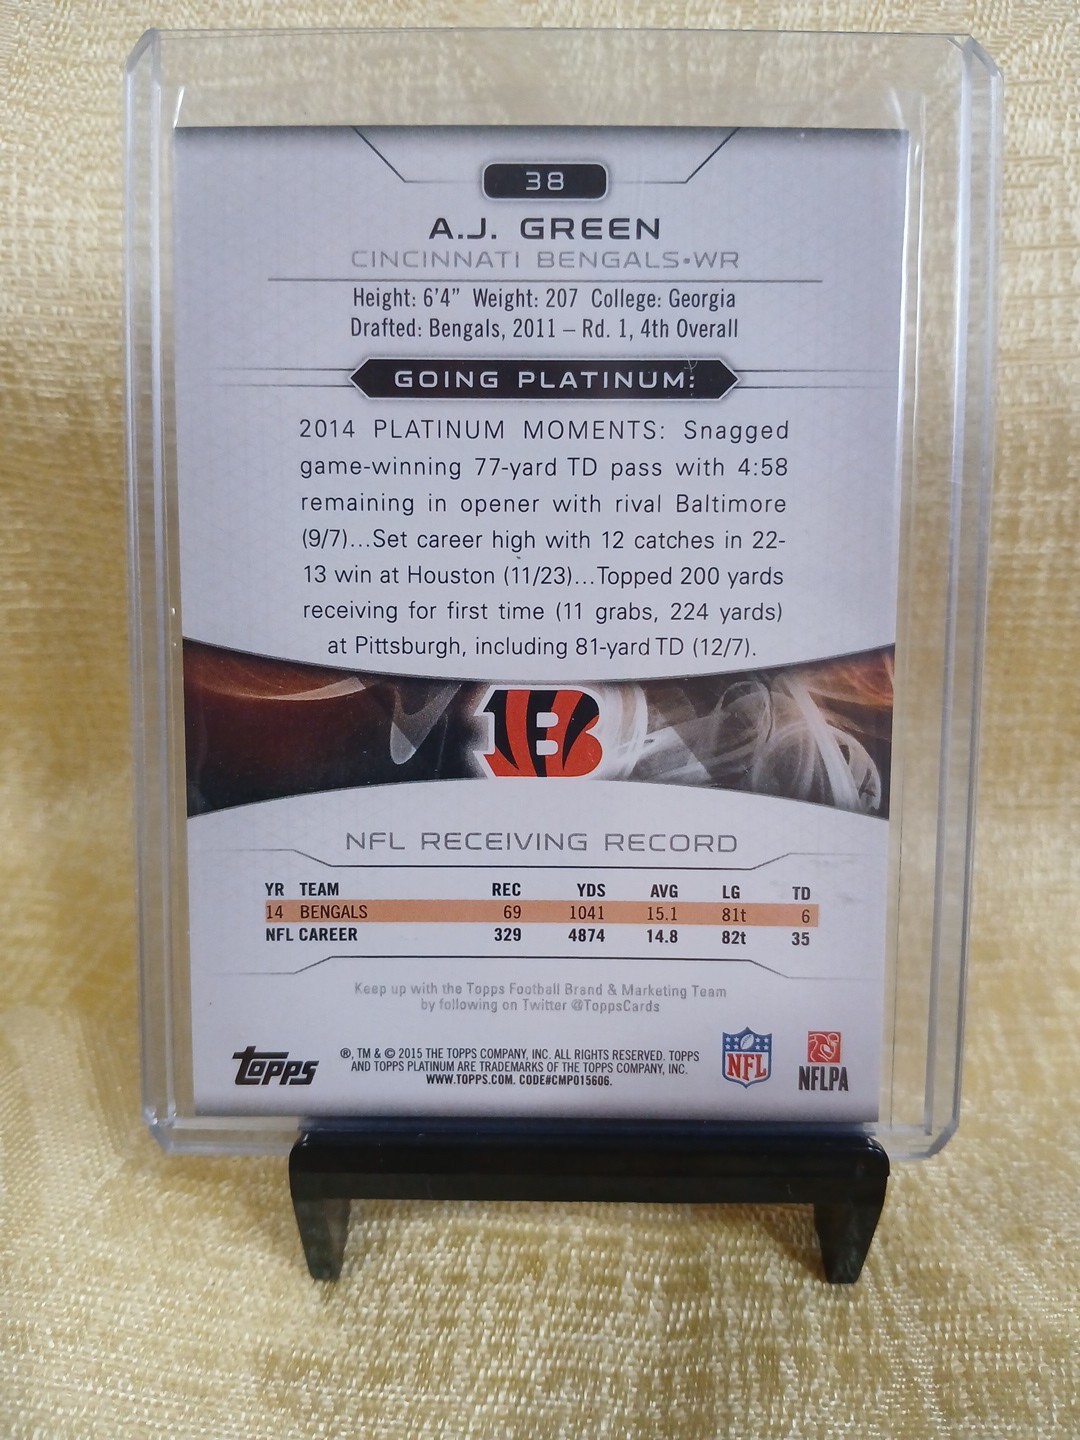 38
A.J. GREEN
CINCINNATI BENGALS•WR
Height: 6'4" Weight: 207 College: Georgia
Drafted: Bengals, 2011 – Rd. 1, 4th Overall
GOING PLATINUM:
2014 PLATINUM MOMENTS: Snagged
game-winning 77-yard TD pass with 4:58
remaining in opener with rival Baltimore
(9/7)...Set career high with 12 catches in 22-
13 win at Houston (11/23)...Topped 200 yards
receiving for first time (11 grabs, 224 yards)
at Pittsburgh, including 81-yard TD (12/7).
B
NFL RECEIVING RECORD
YR TEAM REC YDS AVG LG TD
14 BENGALS 69 1041 15.1 81t 6
NFL CAREER 329 4874 14.8 82t 35
Keep up with the Topps Football Brand & Marketing Team
by following on Twitter @ToppsCards
topps
®, TM & © 2015 THE TOPPS COMPANY, INC. ALL RIGHTS RESERVED. TOPPS
AND TOPPS PLATINUM ARE TRADEMARKS OF THE TOPPS COMPANY, INC.
WWW.TOPPS.COM. CODE#CMP015606.
NFL
NFLPA